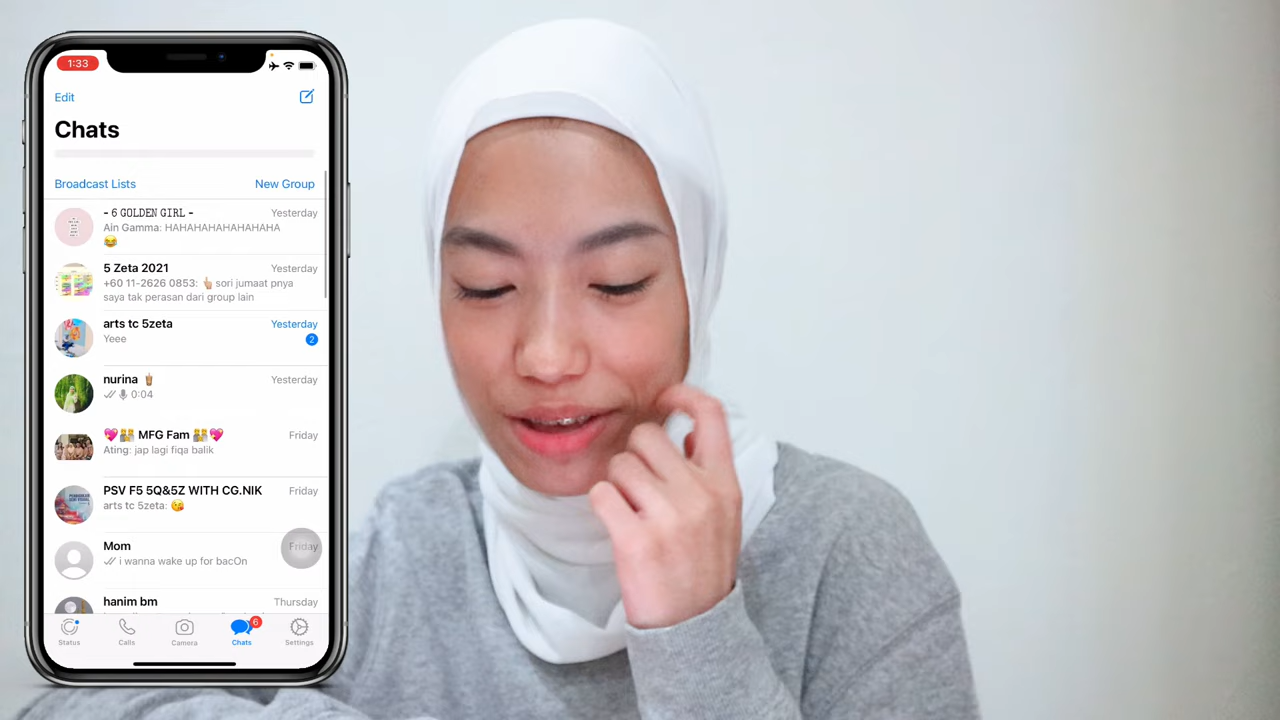 1:33
Edit
Chats
Broadcast Lists
New Group
- 6 GOLDEN GIRL -
Yesterday
Ain Gamma: HAHAHAHAHAHAHA
😂
5 Zeta 2021
Yesterday
+60 11-2626 0853: 👆🏻 sori jumaat pnya
saya tak perasan dari group lain
arts tc 5zeta
Yesterday
Yeee
2
nurina 🧋
Yesterday
0:04
💖👯 MFG Fam 👯💖
Friday
Ating: jap lagi fiqa balik
PSV F5 5Q&5Z WITH CG.NIK
Friday
arts tc 5zeta: 😘
Mom
Friday
i wanna wake up for bacOn
hanim bm
Thursday
6
Status
Calls
Camera
Chats
Settings